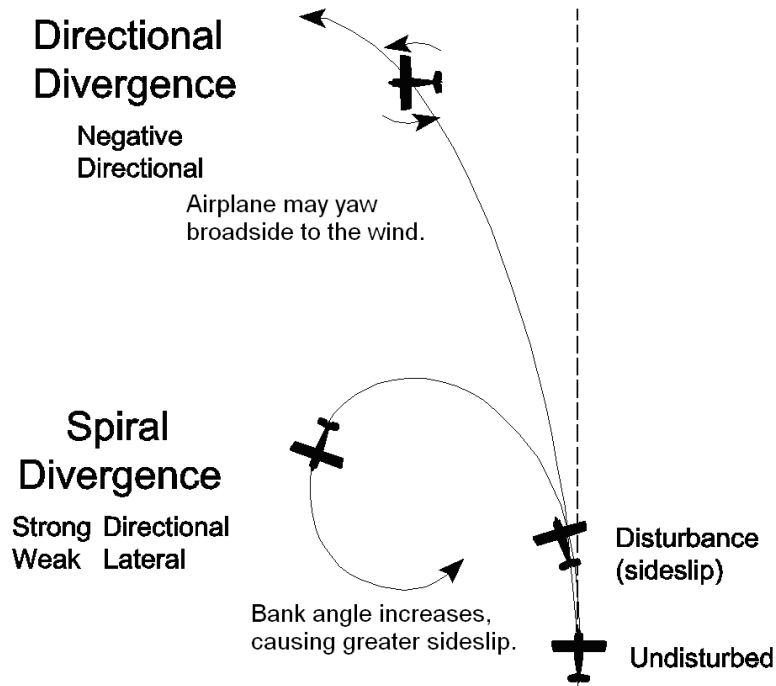 Directional
Divergence
Negative
Directional
Airplane may yaw
broadside to the wind.
Spiral
Divergence
Strong Directional
Weak Lateral
Bank angle increases,
causing greater sideslip.
Disturbance
(sideslip)
Undisturbed